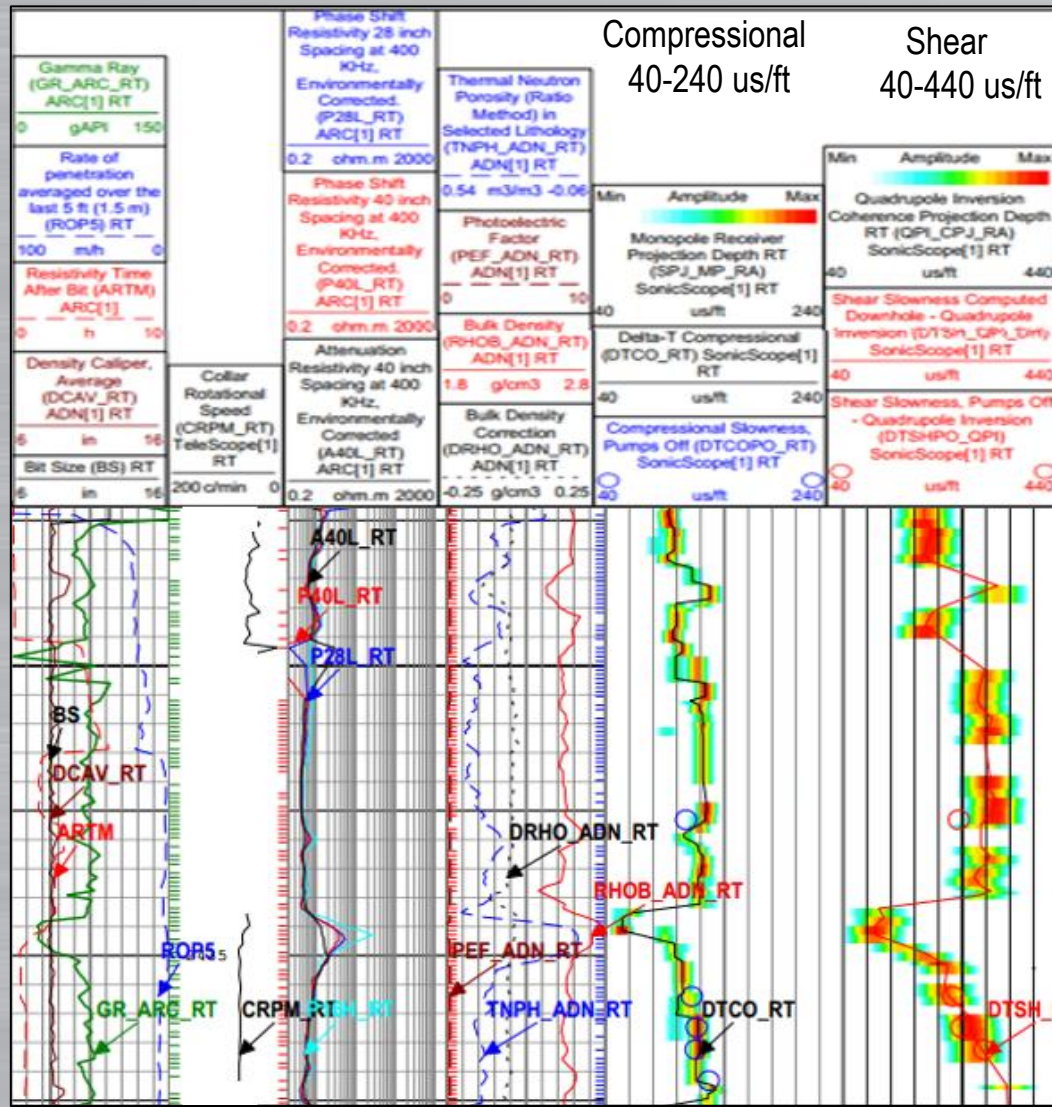 Gamma Ray
(GR_ARC_RT)
ARC[1] RT
0 gAPI 150
Rate of
penetration
averaged over the
last 5 ft (1.5 m)
(ROP5) RT
100 m/h 0
Resistivity Time
After Bit (ARTM)
ARC[1]
0 h 10
Density Caliper,
Average
(DCAV_RT)
ADN[1] RT
6 in 16
Bit Size (BS) RT
6 in 16
Collar
Rotational
Speed
(CRPM_RT)
TeleScope[1]
RT
200 c/min 0
Phase Shift
Resistivity 28 inch
Spacing at 400
KHz,
Environmentally
Corrected.
(P28L_RT)
ARC[1] RT
0.2 ohm.m 2000
Phase Shift
Resistivity 40 inch
Spacing at 400
KHz,
Environmentally
Corrected.
(P40L_RT)
ARC[1] RT
0.2 ohm.m 2000
Attenuation
Resistivity 40 inch
Spacing at 400
KHz,
Environmentally
Corrected
(A40L_RT)
ARC[1] RT
0.2 ohm.m 2000
Thermal Neutron
Porosity (Ratio
Method) in
Selected Lithology
(TNPH_ADN_RT)
ADN[1] RT
0.54 m3/m3 -0.06
Photoelectric
Factor
(PEF_ADN_RT)
ADN[1] RT
0 10
Bulk Density
(RHOB_ADN_RT)
ADN[1] RT
1.8 g/cm3 2.8
Bulk Density
Correction
(DRHO_ADN_RT)
ADN[1] RT
-0.25 g/cm3 0.25
Compressional
40-240 us/ft
Min Amplitude Max
Monopole Receiver
Projection Depth RT
(SPJ_MP_RA)
SonicScope[1] RT
40 us/ft 240
Delta-T Compressional
(DTCO_RT) SonicScope[1]
RT
40 us/ft 240
Compressional Slowness,
Pumps Off (DTCOPO_RT)
SonicScope[1] RT
40 us/ft 240
Shear
40-440 us/ft
Min Amplitude Max
Quadrupole Inversion
Coherence Projection Depth
RT (QPI_CPJ_RA)
SonicScope[1] RT
40 us/ft 440
Shear Slowness Computed
Downhole - Quadrupole
Inversion (DTSH_QPI_DH)
SonicScope[1] RT
40 us/ft 440
Shear Slowness, Pumps Off
- Quadrupole Inversion
(DTSHPO_QPI)
SonicScope[1] RT
40 us/ft 440
A40L_RT
P40L_RT
P28L_RT
BS
DCAV_RT
ARTM
DRHO_ADN_RT
RHOB_ADN_RT
ROP5
PEF_ADN_RT
GR_ARC_RT
CRPM_RT
TNPH_ADN_RT
DTCO_RT
DTSH_